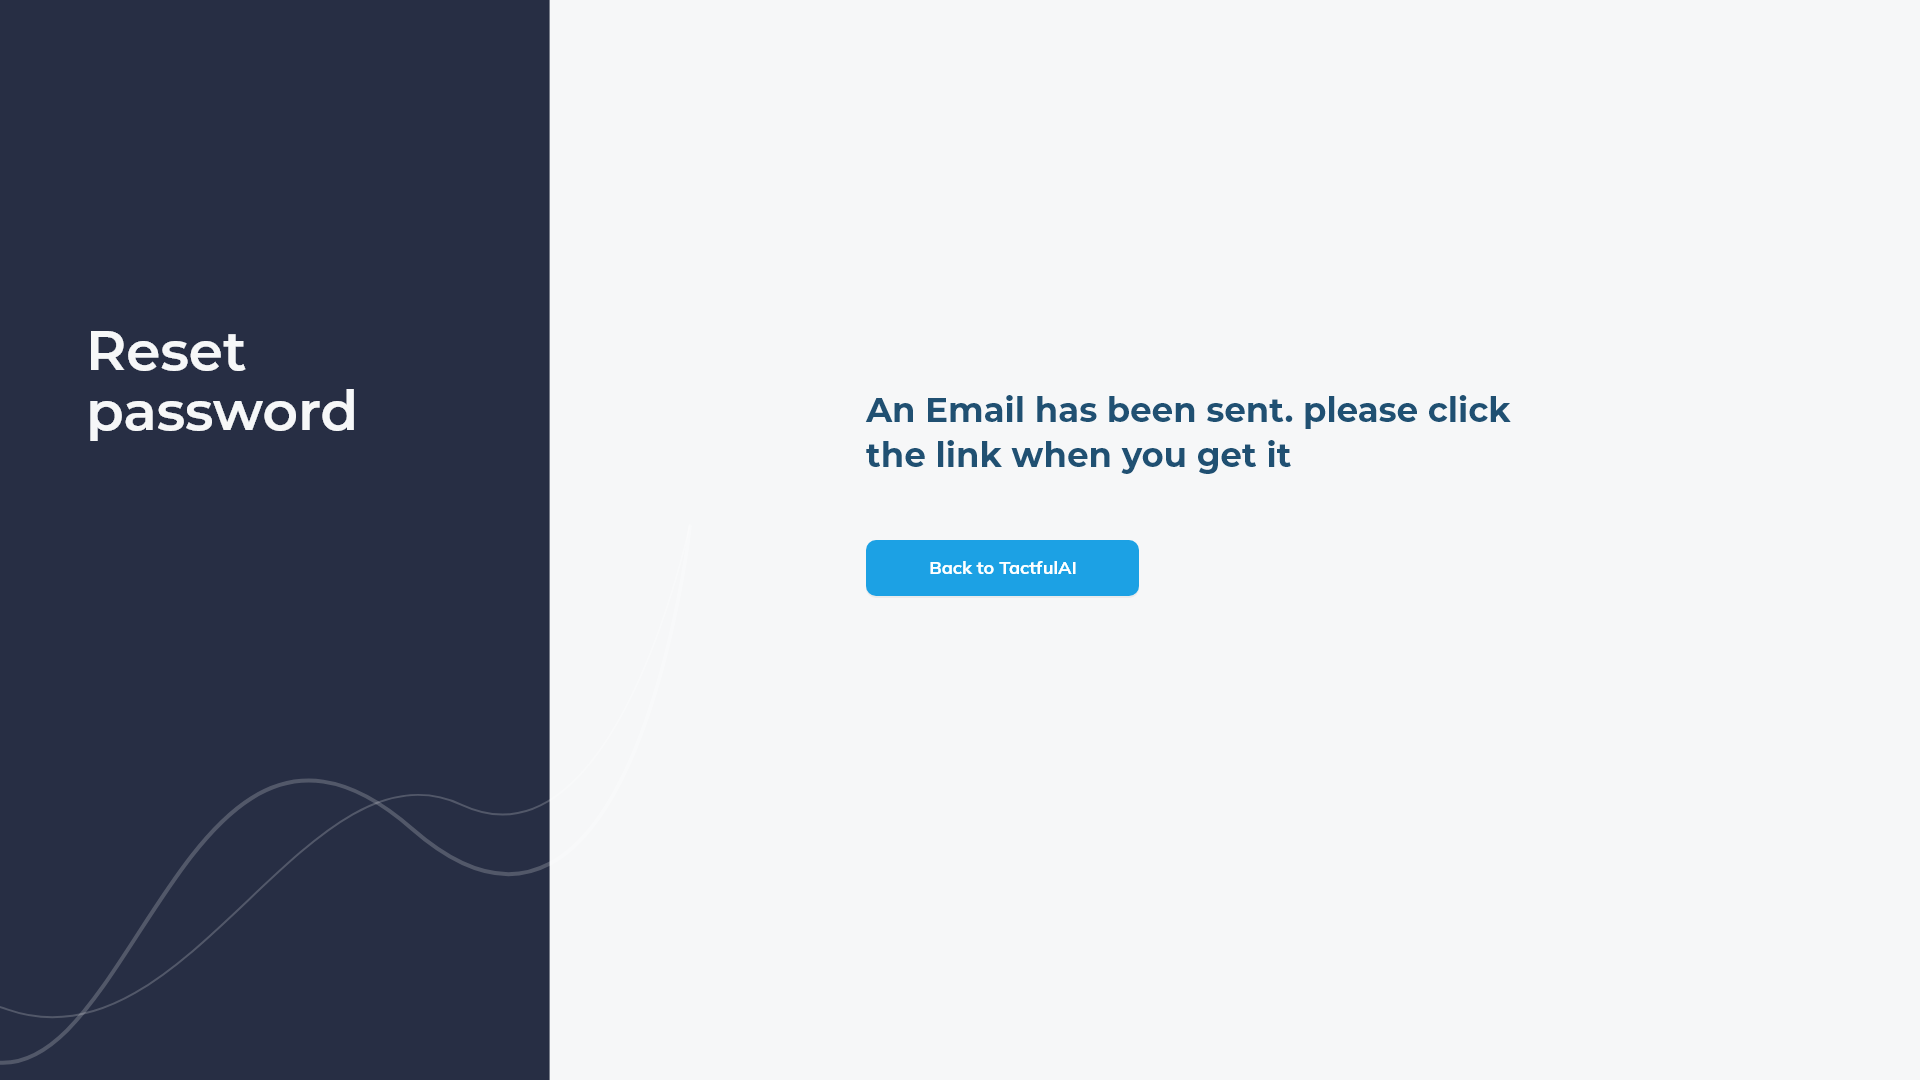 Reset
password
An Email has been sent. please click
the link when you get it
Back to TactfulAI